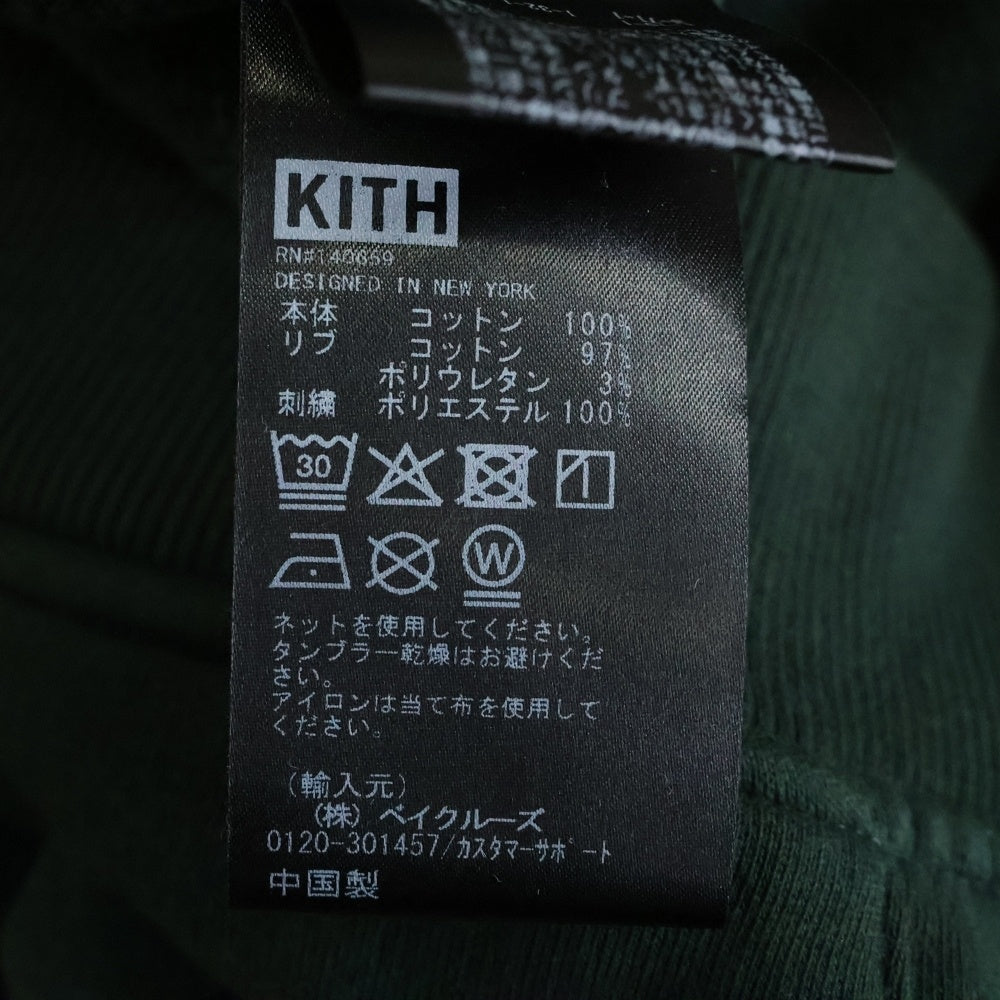 KITH
RN#140659
DESIGNED IN NEW YORK
本体 コットン 100%
リブ コットン 97%
ポリウレタン 3%
刺繍 ポリエステル 100%
30
W
ネットを使用してください。
タンブラー乾燥はお避けくだ
さい。
アイロンは当て布を使用して
ください。
(輸入元)
(株)ベイクルーズ
0120-301457/カスタマーサポート
中国製